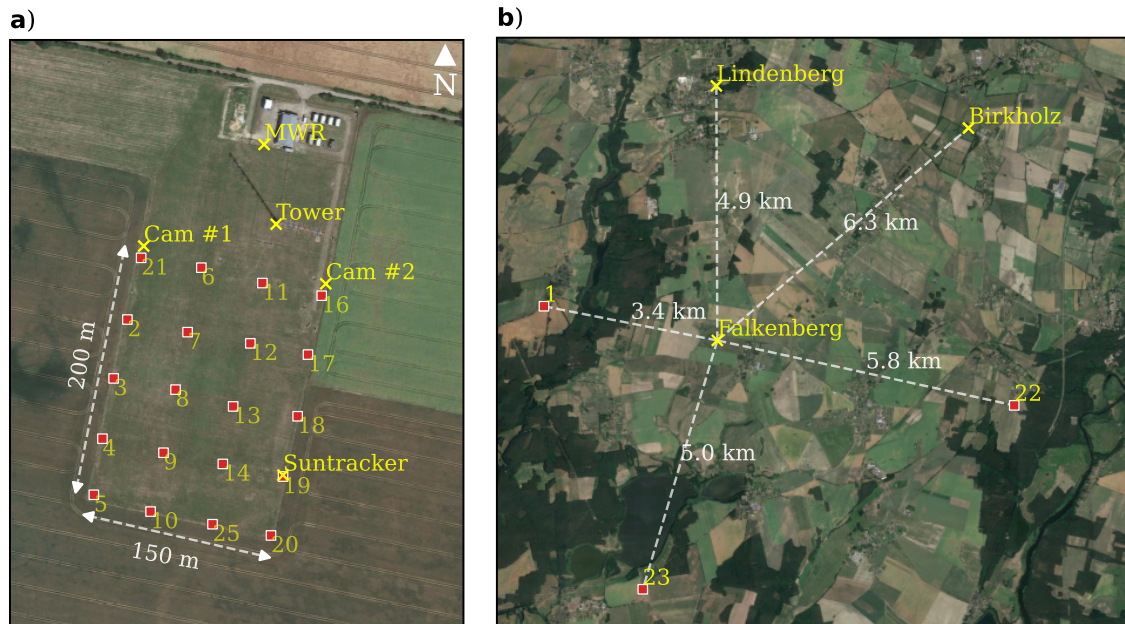 a)
N
MWR
Tower
Cam #1
21
6
11
Cam #2
16
2
7
12
17
200 m
3
8
13
18
4
9
14
Suntracker
19
5
10
25
20
150 m
b)
Lindenberg
Birkholz
4.9 km
6.3 km
1
3.4 km
Falkenberg
5.8 km
22
5.0 km
23